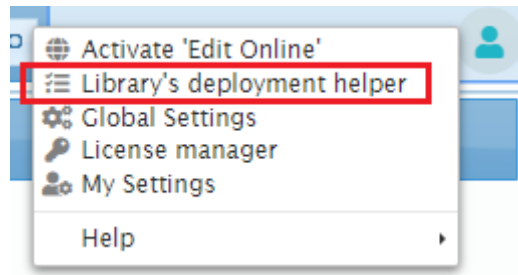 Activate 'Edit Online'
Library's deployment helper
Global Settings
License manager
My Settings
Help